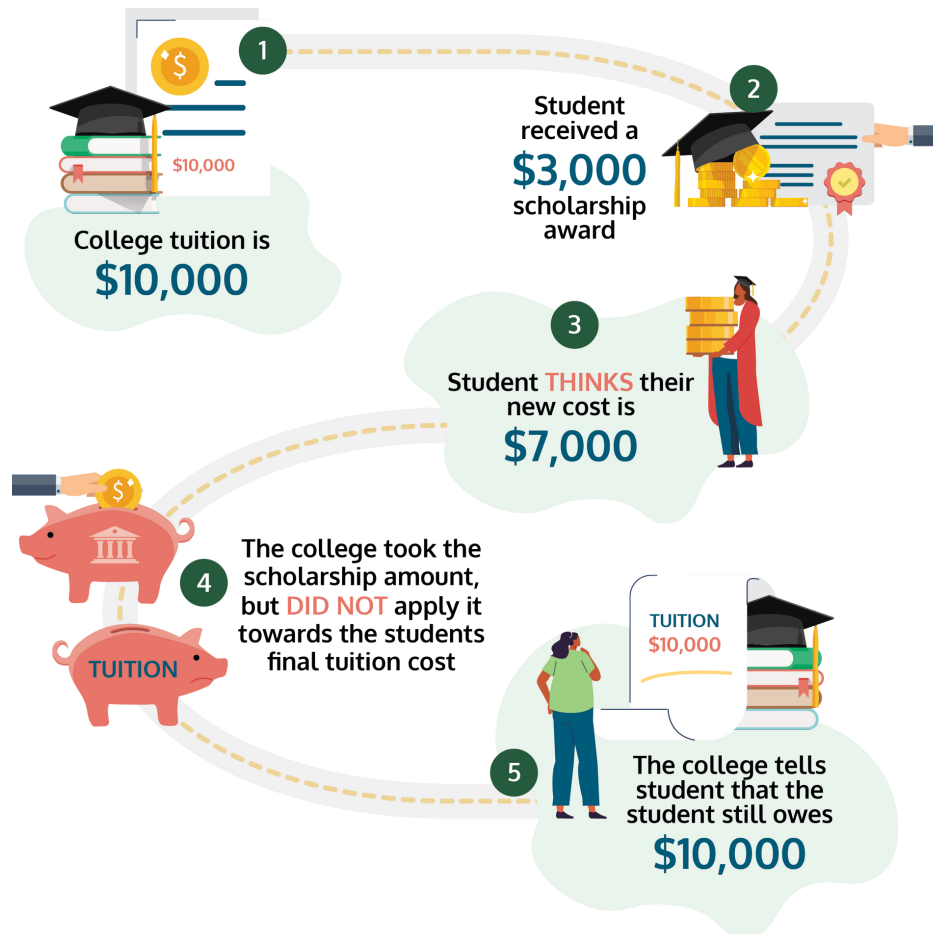 1
$
$10,000
College tuition is
$10,000
2
Student
received a
$3,000
scholarship
award
3
Student THINKS their
new cost is
$7,000
$
4
The college took the
scholarship amount,
but DID NOT apply it
towards the students
final tuition cost
TUITION
TUITION
$10,000
5
The college tells
student that the
student still owes
$10,000